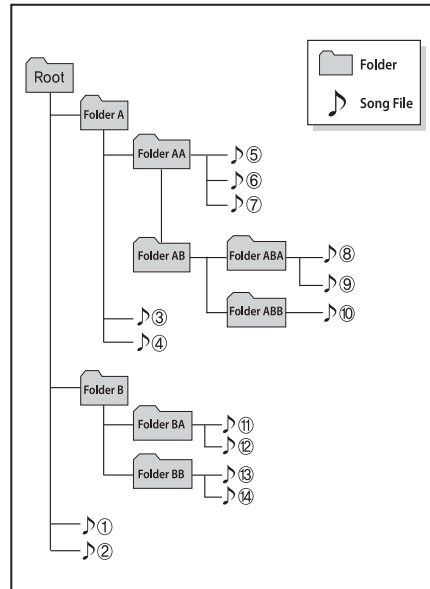 Root
Folder
Song File
Folder A
Folder AA
⑤
⑥
⑦
Folder AB
Folder ABA
⑧
⑨
Folder ABB
⑩
③
④
Folder B
Folder BA
⑪
⑫
Folder BB
⑬
⑭
①
②